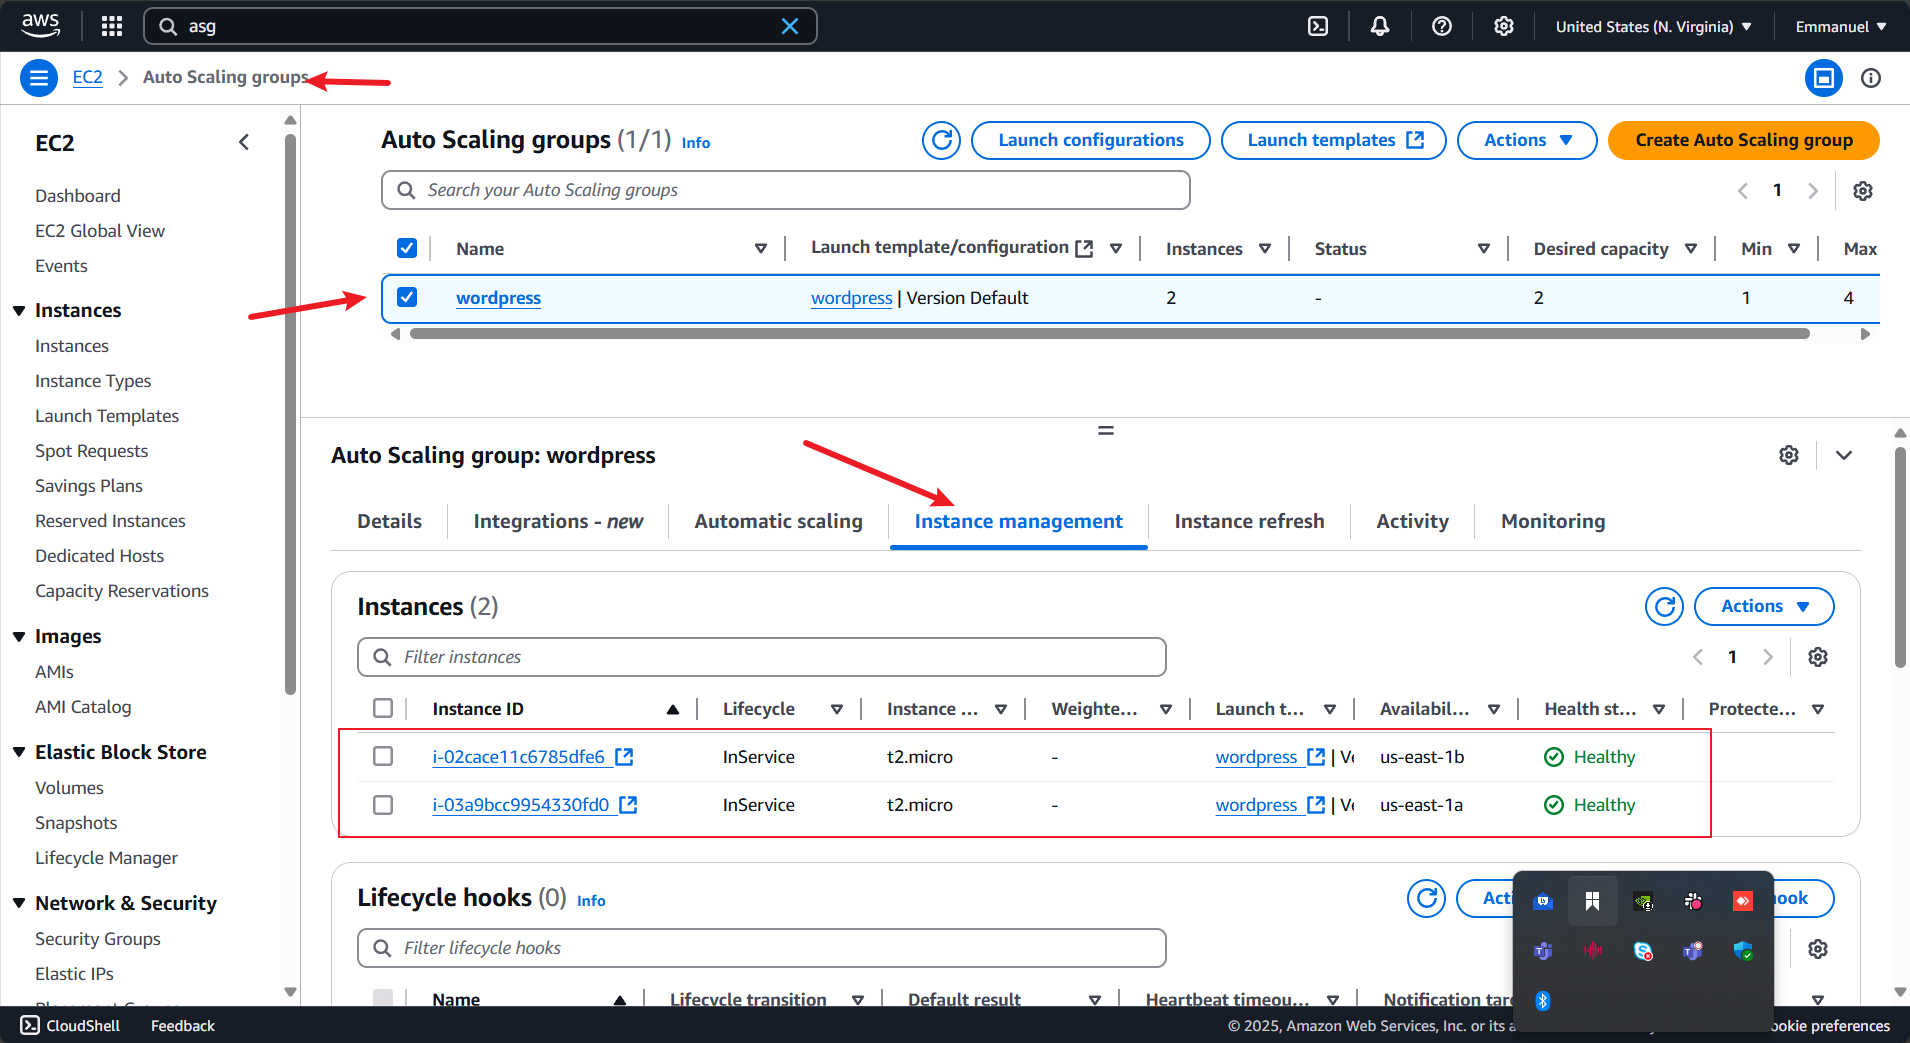 aws
asg
United States (N. Virginia)
Emmanuel
EC2
Auto Scaling groups
EC2
Dashboard
EC2 Global View
Events
Instances
Instances
Instance Types
Launch Templates
Spot Requests
Savings Plans
Reserved Instances
Dedicated Hosts
Capacity Reservations
Images
AMIs
AMI Catalog
Elastic Block Store
Volumes
Snapshots
Lifecycle Manager
Network & Security
Security Groups
Elastic IPs
Auto Scaling groups (1/1) Info
Launch configurations
Launch templates
Actions
Create Auto Scaling group
Search your Auto Scaling groups
1
Name Launch template/configuration Instances Status Desired capacity Min Max
wordpress wordpress | Version Default 2 - 2 1 4
Auto Scaling group: wordpress
Details Integrations - new Automatic scaling Instance management Instance refresh Activity Monitoring
Instances (2)
Actions
Filter instances
1
Instance ID Lifecycle Instance ... Weighte... Launch t... Availabil... Health st... Protecte...
i-02cace11c6785dfe6 InService t2.micro - wordpress | Ve us-east-1b Healthy
i-03a9bcc9954330fd0 InService t2.micro - wordpress | Ve us-east-1a Healthy
Lifecycle hooks (0) Info
Acti
hook
Filter lifecycle hooks
Name Lifecycle transition Default result Heartbeat timeou... Notification tar
CloudShell Feedback
© 2025, Amazon Web Services, Inc. or its a
ookie preferences